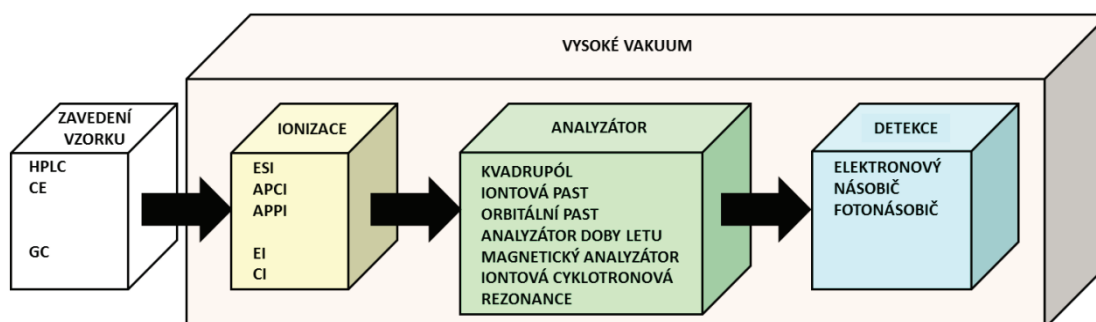 VYSOKÉ VAKUUM
ZAVEDENÍ
VZORKU
HPLC
CE
GC
IONIZACE
ESI
APCI
APPI
EI
CI
ANALYZÁTOR
KVADRUPÓL
IONTOVÁ PAST
ORBITÁLNÍ PAST
ANALYZÁTOR DOBY LETU
MAGNETICKÝ ANALYZÁTOR
IONTOVÁ CYKLOTRONOVÁ
REZONANCE
DETEKCE
ELEKTRONOVÝ
NÁSOBIČ
FOTONÁSOBIČ